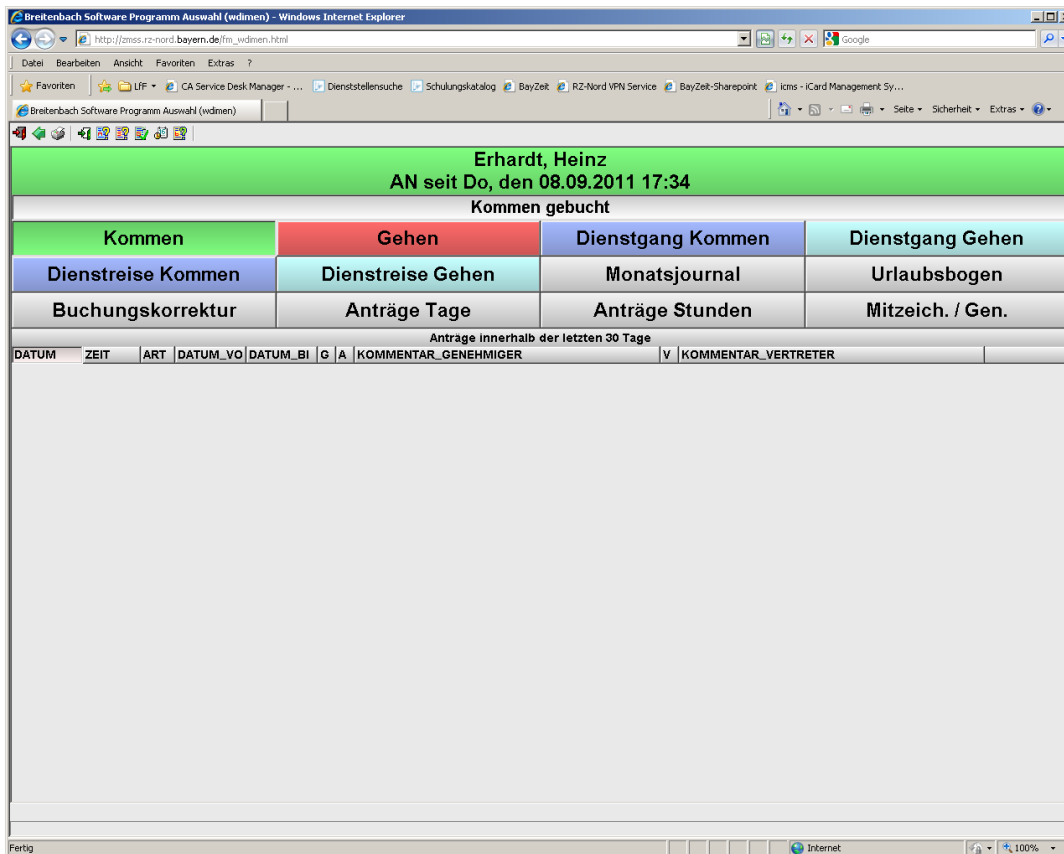 Breitenbach Software Programm Auswahl (wdimen) - Windows Internet Explorer
http://zmss.rz-nord.bayern.de/fm_wdimen.html Google
Datei Bearbeiten Ansicht Favoriten Extras ?
Favoriten LfF CA Service Desk Manager - ... Dienststellensuche Schulungskatalog BayZeit RZ-Nord VPN Service BayZeit-Sharepoint icms - iCard Management Sy...
Breitenbach Software Programm Auswahl (wdimen) Seite Sicherheit Extras
Erhardt, Heinz
AN seit Do, den 08.09.2011 17:34
Kommen gebucht
Kommen Gehen Dienstgang Kommen Dienstgang Gehen
Dienstreise Kommen Dienstreise Gehen Monatsjournal Urlaubsbogen
Buchungskorrektur Anträge Tage Anträge Stunden Mitzeich. / Gen.
Anträge innerhalb der letzten 30 Tage
DATUM ZEIT ART DATUM_VO DATUM_BI G A KOMMENTAR_GENEHMIGER V KOMMENTAR_VERTRETER
Fertig Internet 100%